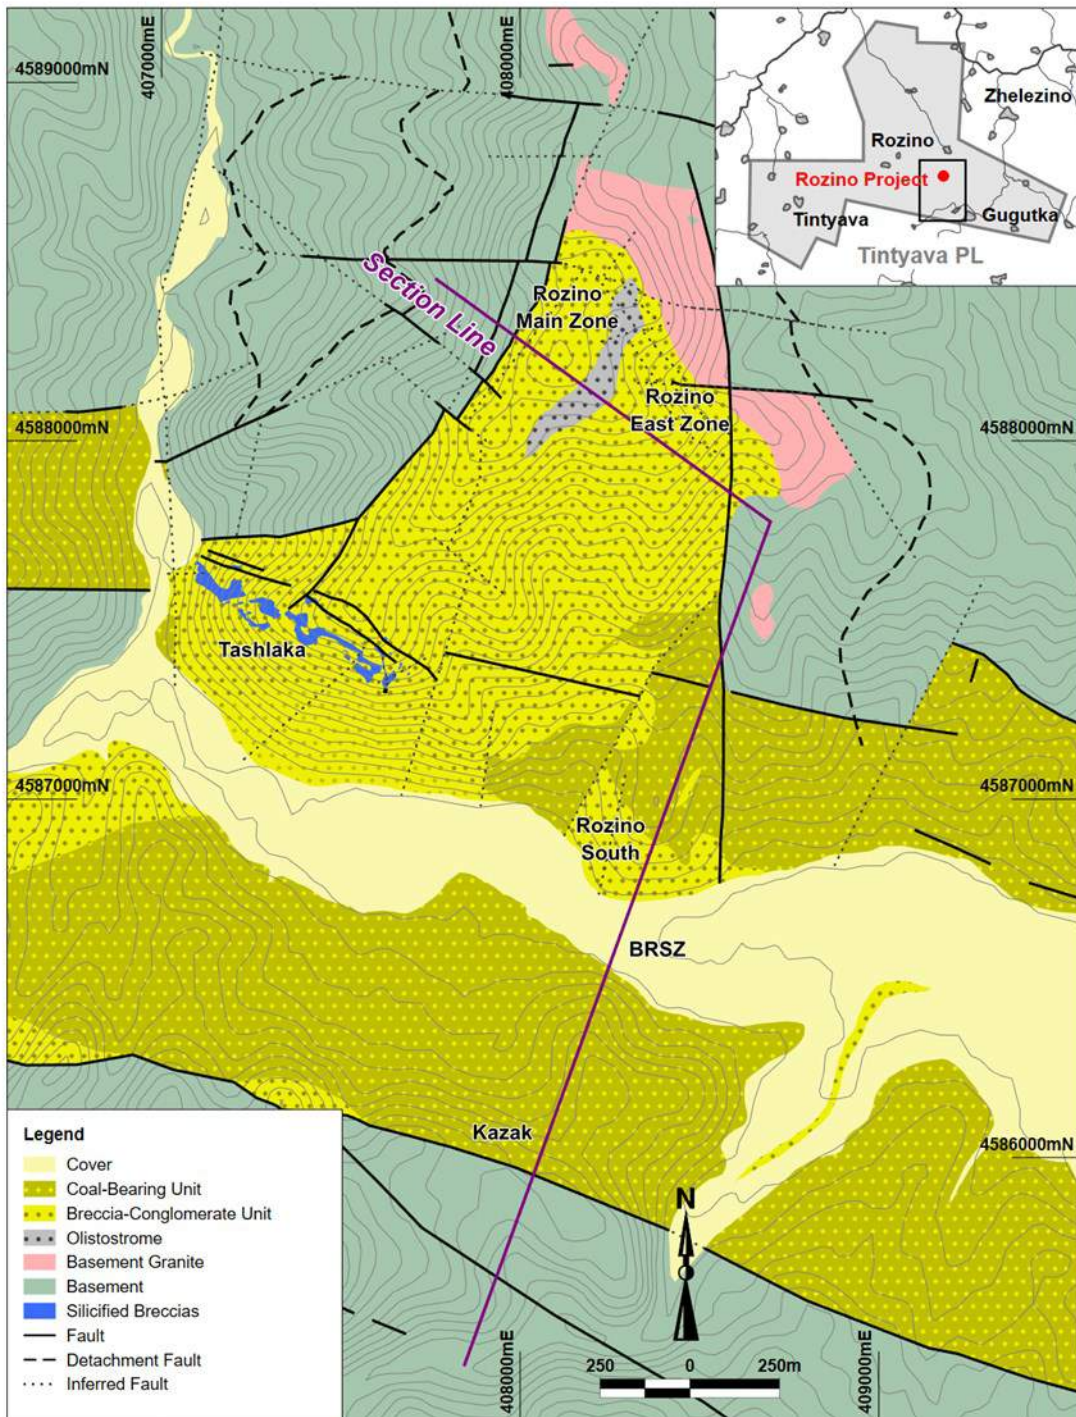 4589000mN
407000mE
408000mE
Zhelezino
Rozino
Rozino Project
Tintyava
Gugutka
Tintyava PL
Section Line
Rozino
Main Zone
Rozino
East Zone
4588000mN
4588000mN
Tashlaka
4587000mN
4587000mN
Rozino
South
BRSZ
Kazak
4586000mN
N
408000mE
409000mE
250
0
250m
Legend
Cover
Coal-Bearing Unit
Breccia-Conglomerate Unit
Olistostrome
Basement Granite
Basement
Silicified Breccias
Fault
Detachment Fault
Inferred Fault